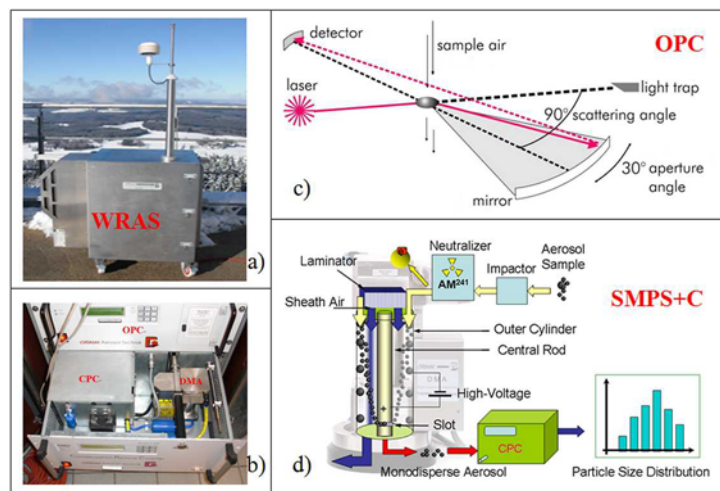 WRAS
a)
OPC
CPC
DMA
b)
OPC
detector
sample air
laser
light trap
90° scattering
angle
30° aperture
angle
mirror
c)
SMPS+C
Neutralizer
Aerosol
Sample
Laminator
Impactor
AM241
Sheath Air
Outer Cylinder
Central Rod
DMA
High-Voltage
+
Slot
CPC
Monodisperse Aerosol
Particle Size Distribution
d)